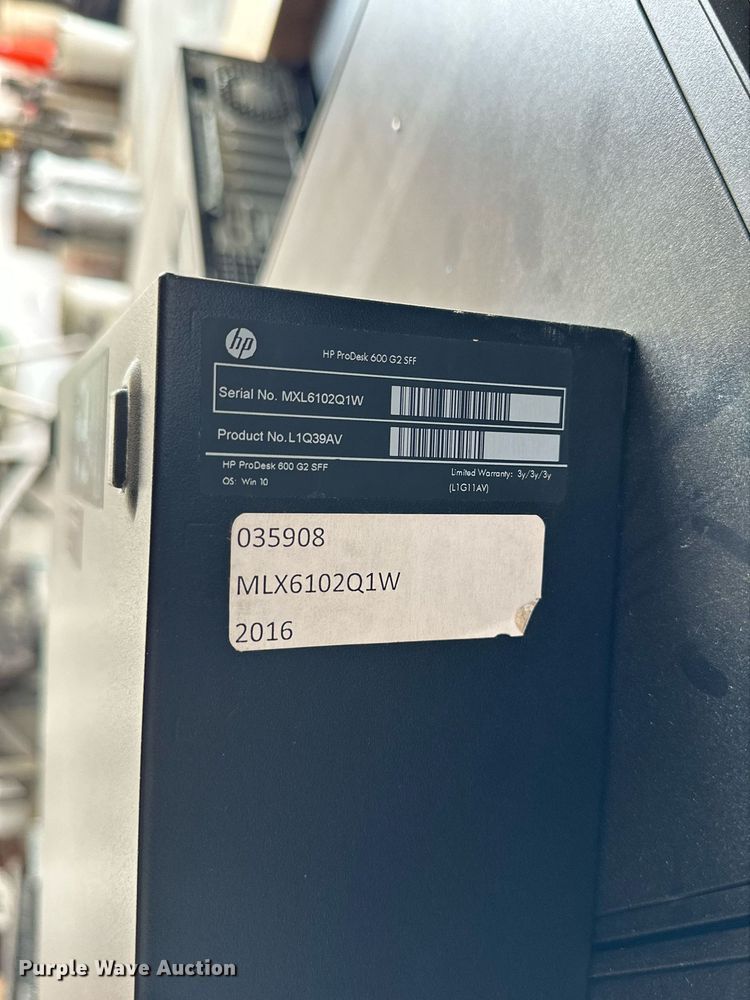 hp
HP ProDesk 600 G2 SFF
Serial No. MXL6102Q1W
Product No.L1Q39AV
HP ProDesk 600 G2 SFF
OS: Win 10
Limited Warranty: 3y/3y/3y
(L1G11AV)
035908
MLX6102Q1W
2016
Purple Wave Auction